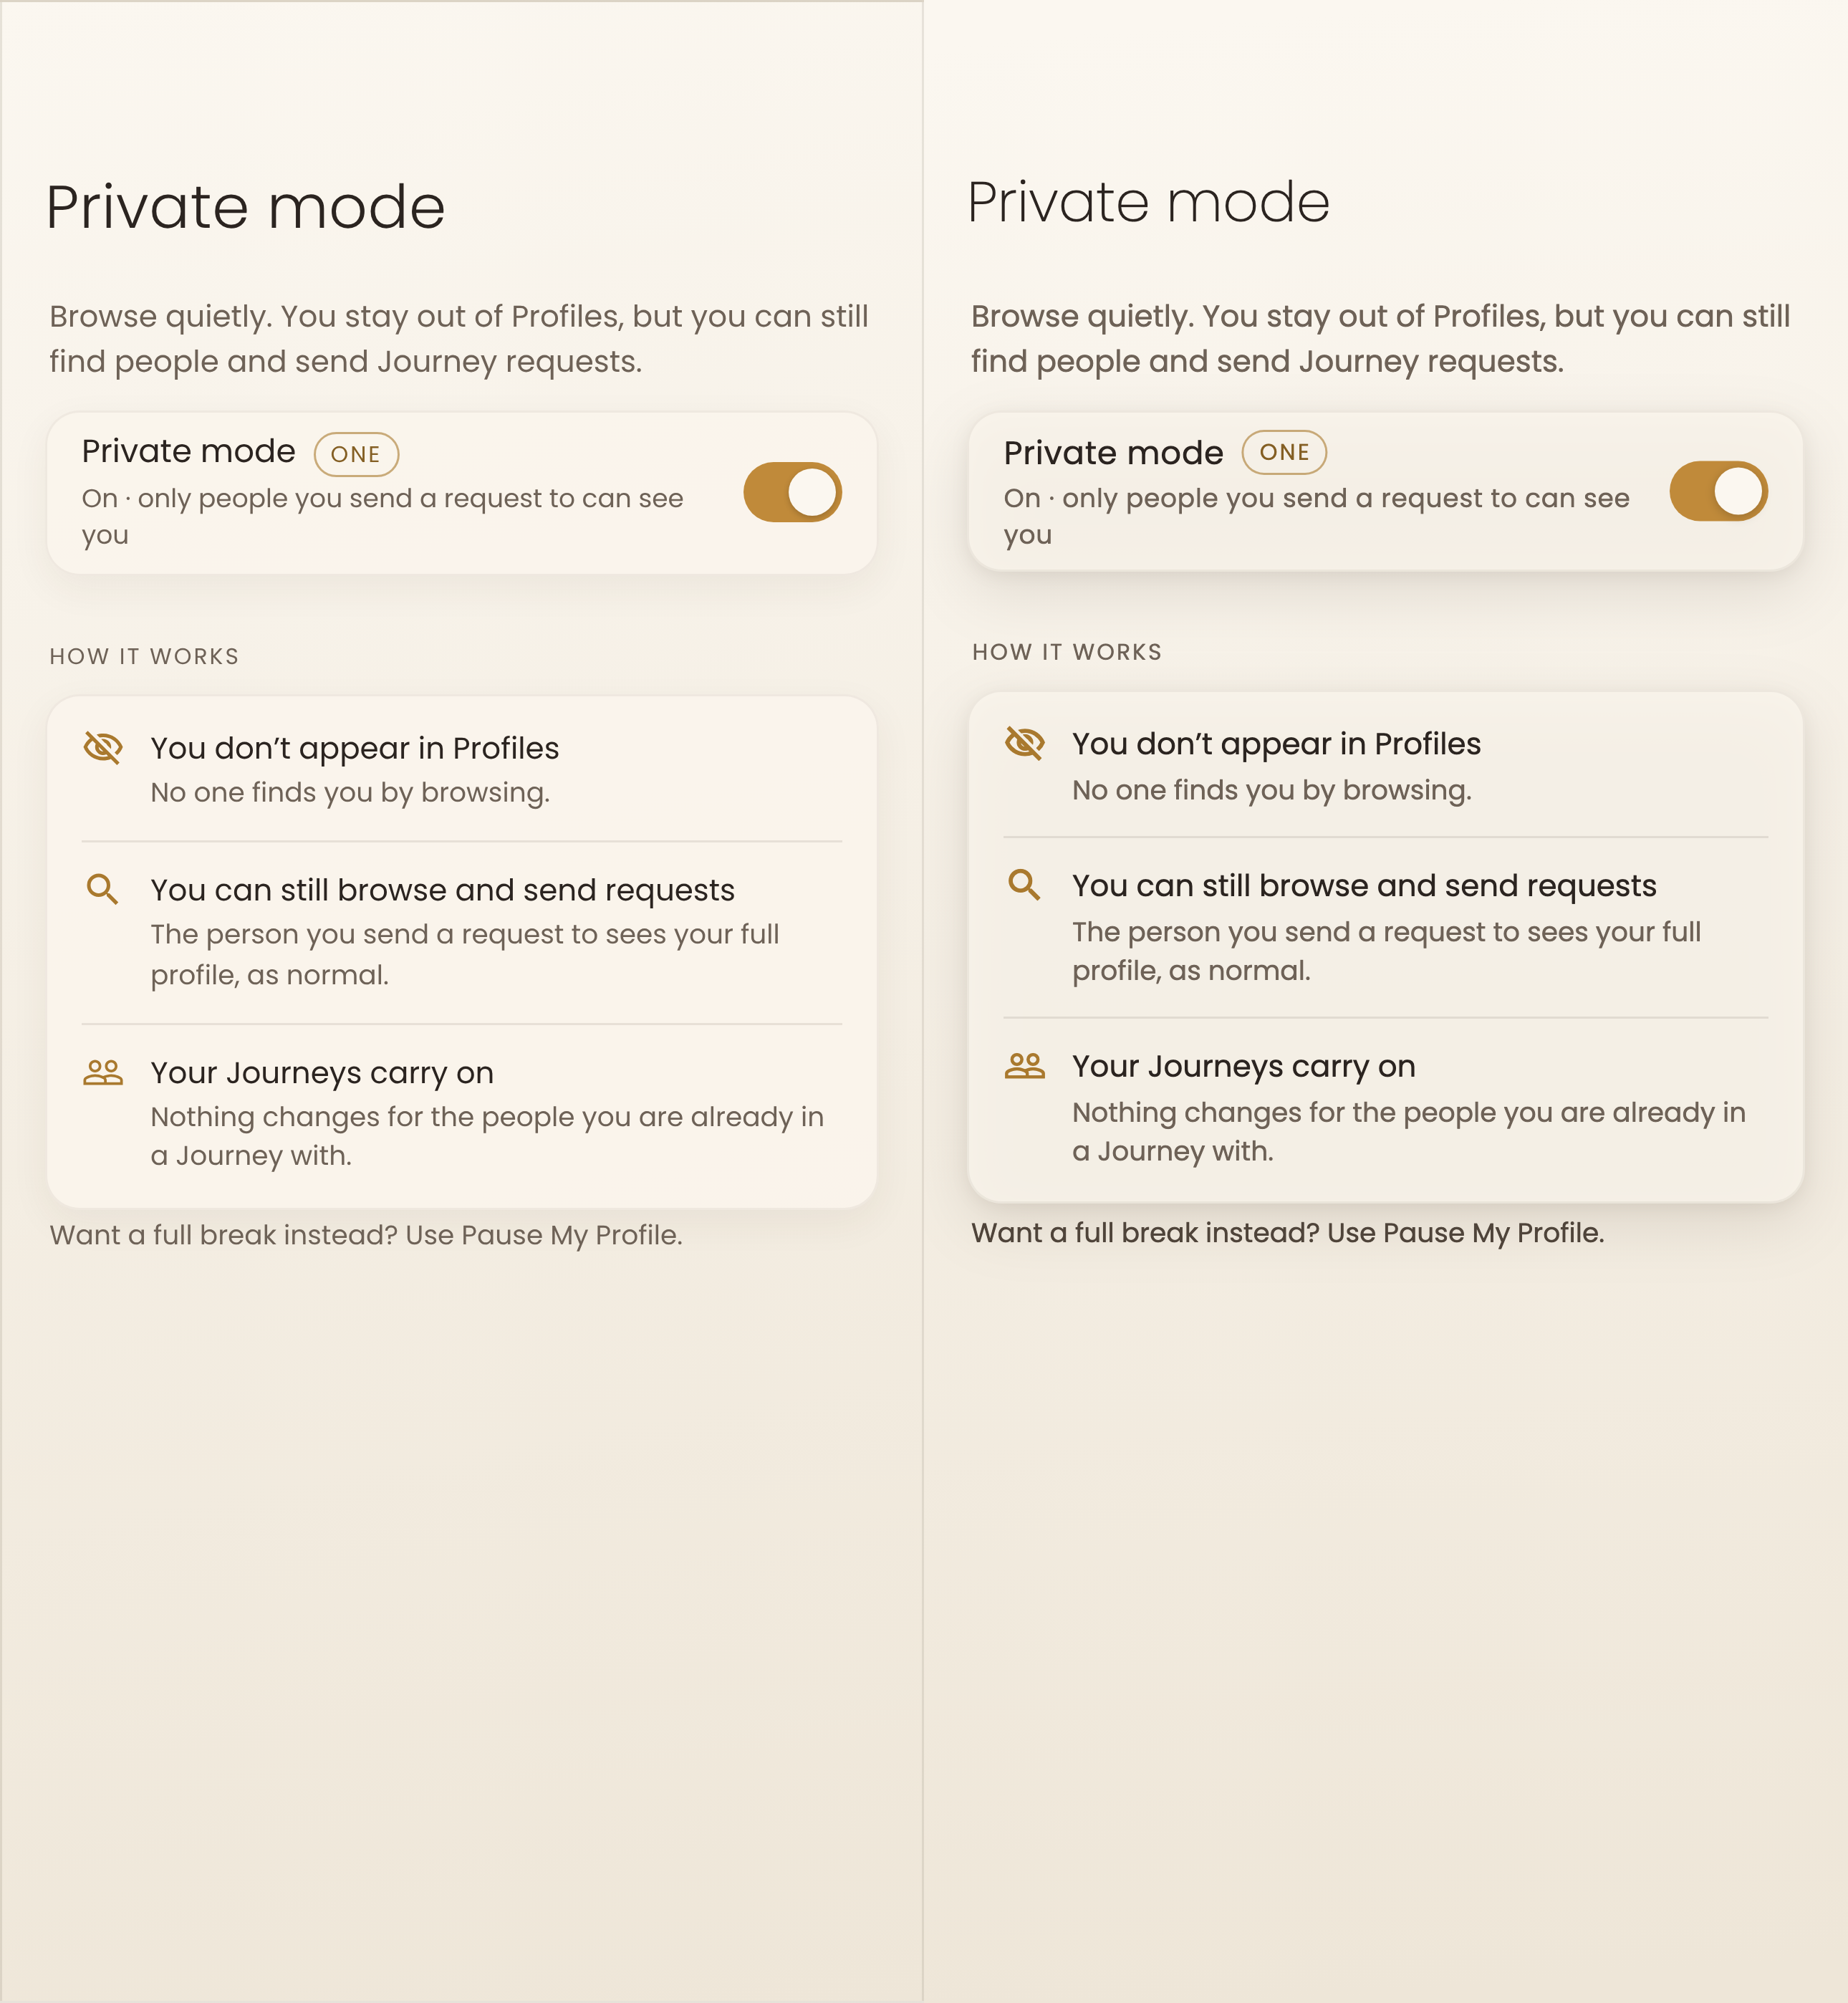 Private mode
Browse quietly. You stay out of Profiles, but you can still
find people and send Journey requests.
Private mode ONE
On · only people you send a request to can see
you
HOW IT WORKS
You don’t appear in Profiles
No one finds you by browsing.
You can still browse and send requests
The person you send a request to sees your full
profile, as normal.
Your Journeys carry on
Nothing changes for the people you are already in
a Journey with.
Want a full break instead? Use Pause My Profile.
Private mode
Browse quietly. You stay out of Profiles, but you can still
find people and send Journey requests.
Private mode ONE
On · only people you send a request to can see
you
HOW IT WORKS
You don’t appear in Profiles
No one finds you by browsing.
You can still browse and send requests
The person you send a request to sees your full
profile, as normal.
Your Journeys carry on
Nothing changes for the people you are already in
a Journey with.
Want a full break instead? Use Pause My Profile.